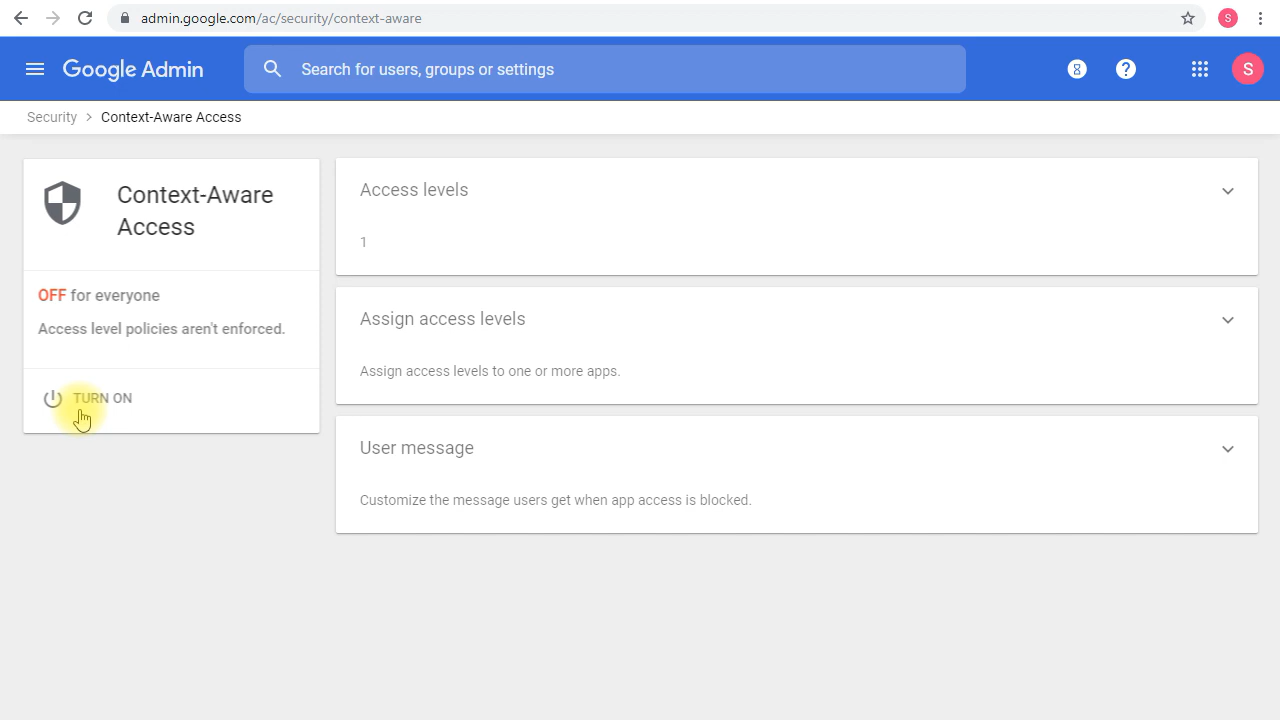 admin.google.com/ac/security/context-aware
S
Google Admin
Search for users, groups or settings
S
Security > Context-Aware Access
Context-Aware
Access
OFF for everyone
Access level policies aren't enforced.
TURN ON
Access levels
1
Assign access levels
Assign access levels to one or more apps.
User message
Customize the message users get when app access is blocked.